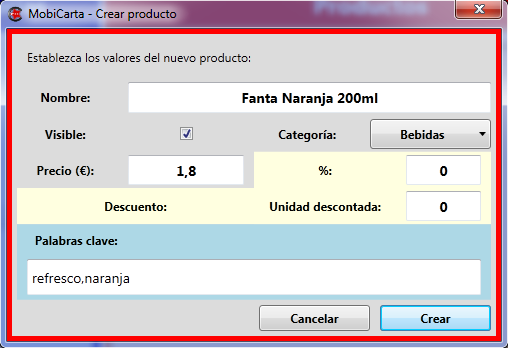 MobiCarta - Crear producto
Productos
Establezca los valores del nuevo producto:
Nombre: Fanta Naranja 200ml
Visible: Categoría: Bebidas
Precio (€): 1,8 %: 0
Descuento: Unidad descontada: 0
Palabras clave:
refresco,naranja
Cancelar Crear